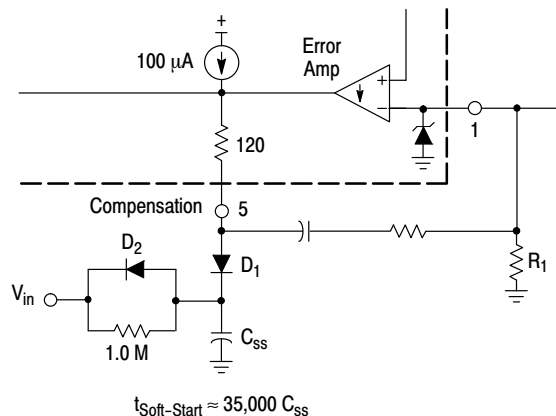 +
100 µA
Error
Amp
+
−
1
120
Compensation
5
D2
D1
R1
Vin
1.0 M
Css
tSoft−Start ≈ 35,000 Css